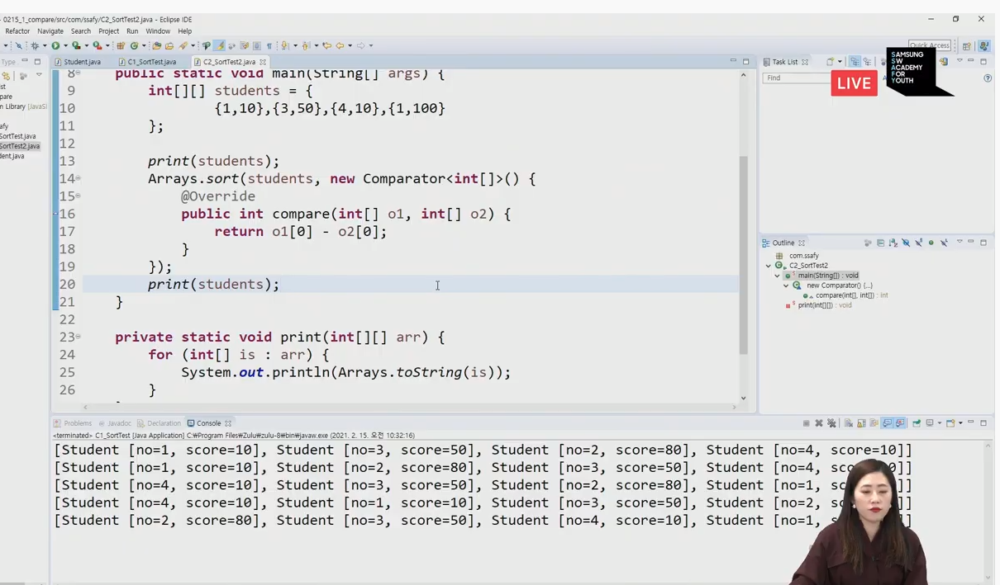 - 0215_1_compare/src/com/ssafy/C2_SortTest2.java - Eclipse IDE
Refactor Navigate Search Project Run Window Help
Quick Access
Type
Student.java C1_SortTest.java C2_SortTest2.java
Task List
Find
SAMSUNG
SW
ACADEMY
FOR
YOUTH
LIVE
Library [JavaS
SortTest.java
SortTest2.java
dent.java
8 public static void main(String[] args) {
9 int[][] students = {
10 {1,10},{3,50},{4,10},{1,100}
11 };
12
13 print(students);
14 Arrays.sort(students, new Comparator<int[]>() {
15 @Override
16 public int compare(int[] o1, int[] o2) {
17 return o1[0] - o2[0];
18 }
19 });
20 print(students);
21 }
22
23 private static void print(int[][] arr) {
24 for (int[] is : arr) {
25 System.out.println(Arrays.toString(is));
26 }
Outline
com.ssafy
C2_SortTest2
main(String[]) : void
new Comparator() {...}
compare(int[], int[]) : int
print(int[][]) : void
Problems Javadoc Declaration Console
<terminated> C1_SortTest [Java Application] C:₩Program Files₩Zulu₩zulu-8₩bin₩javaw.exe (2021. 2. 15. 오전 10:32:16)
[Student [no=1, score=10], Student [no=3, score=50], Student [no=2, score=80], Student [no=4, score=10]]
[Student [no=1, score=10], Student [no=2, score=80], Student [no=3, score=50], Student [no=4, 0]]
[Student [no=4, score=10], Student [no=3, score=50], Student [no=2, score=80], Student [no=1, ]]
[Student [no=4, score=10], Student [no=1, score=10], Student [no=3, score=50], Student [no=2, ]]
[Student [no=2, score=80], Student [no=3, score=50], Student [no=4, score=10], Student [no=1, ]]